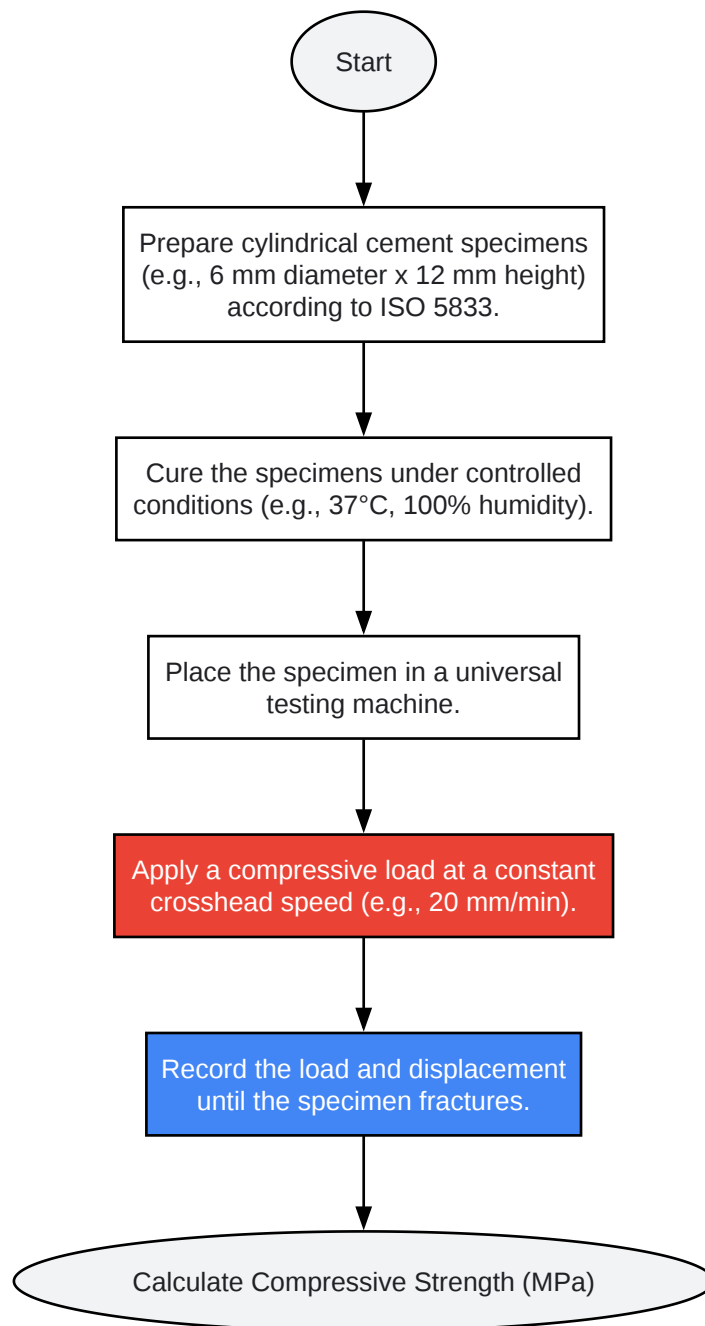 Start
Prepare cylindrical cement specimens
(e.g., 6 mm diameter x 12 mm height)
according to ISO 5833.
Cure the specimens under controlled
conditions (e.g., 37°C, 100% humidity).
Place the specimen in a universal
testing machine.
Apply a compressive load at a constant
crosshead speed (e.g., 20 mm/min).
Record the load and displacement
until the specimen fractures.
Calculate Compressive Strength (MPa)